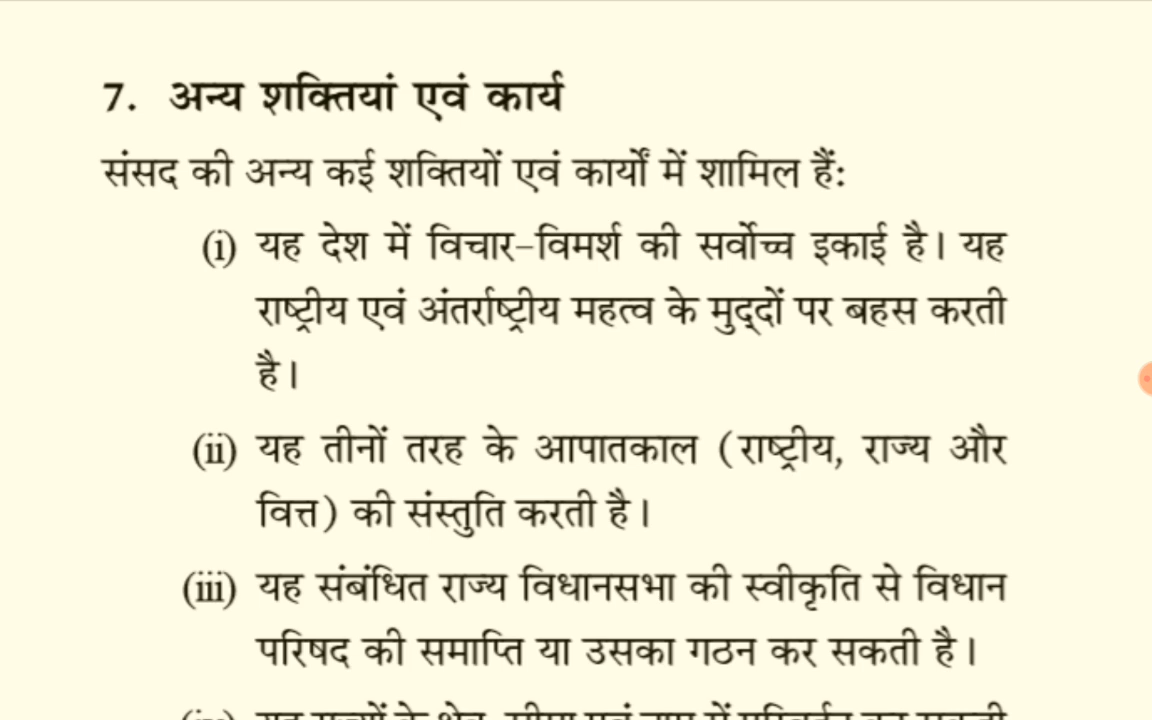 7. अन्य शक्तियां एवं कार्य
संसद की अन्य कई शक्तियों एवं कार्यों में शामिल हैं:
(i) यह देश में विचार-विमर्श की सर्वोच्च इकाई है। यह
राष्ट्रीय एवं अंतर्राष्ट्रीय महत्व के मुद्दों पर बहस करती
है।
(ii) यह तीनों तरह के आपातकाल (राष्ट्रीय, राज्य और
वित्त) की संस्तुति करती है।
(iii) यह संबंधित राज्य विधानसभा की स्वीकृति से विधान
परिषद की समाप्ति या उसका गठन कर सकती है।